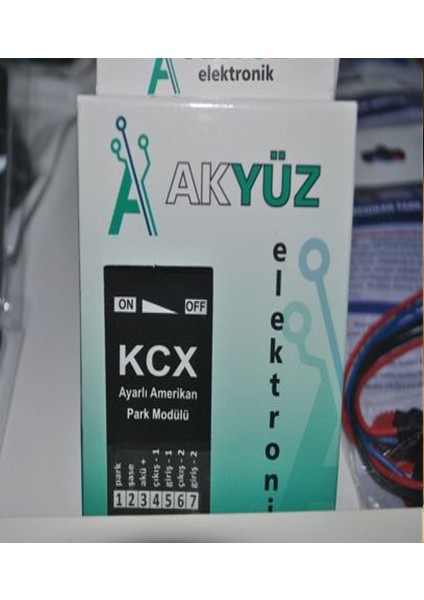 elektronik
AKYÜZ
elektroni
ON OFF
KCX
Ayarlı Amerikan
Park Modülü
park
şase
akü +
çıkış - 1
giriş - 1
çıkış - 2
giriş - 2
1 2 3 4 5 6 7